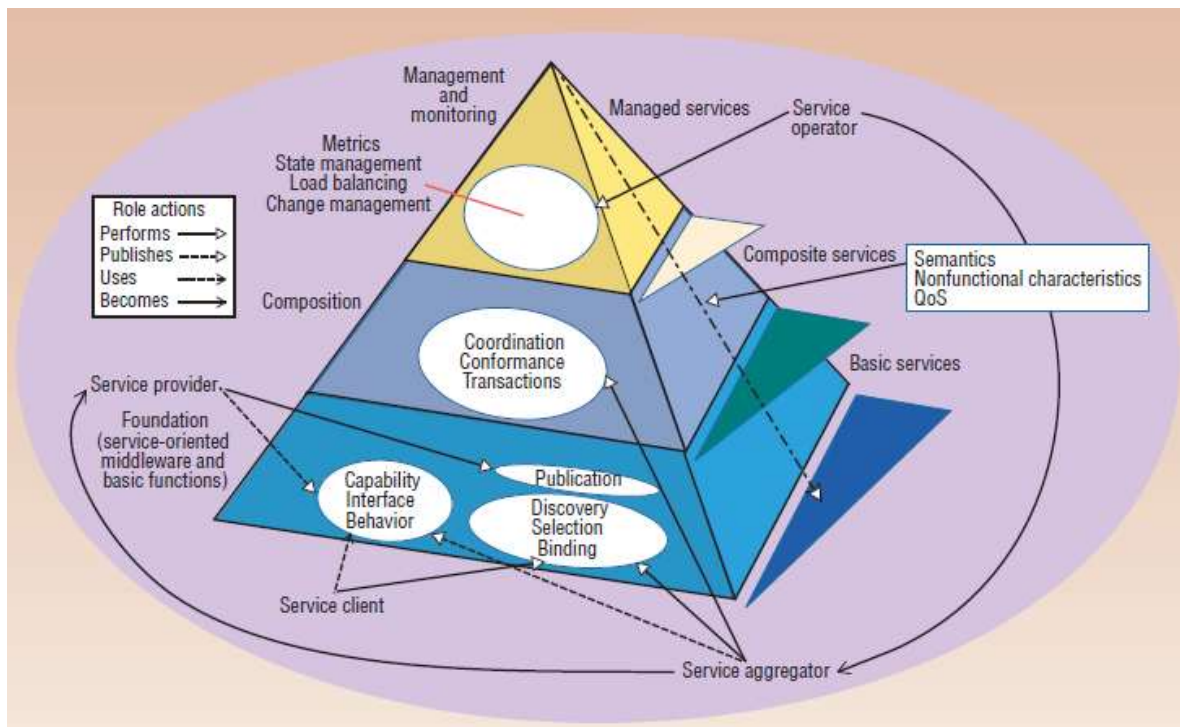 Management
and
monitoring
Managed services
Service
operator
Metrics
State management
Load balancing
Change management
Role actions
Performs
Publishes
Uses
Becomes
Composite services
Semantics
Nonfunctional characteristics
QoS
Composition
Coordination
Conformance
Transactions
Basic services
Service provider
Foundation
(service-oriented
middleware and
basic functions)
Publication
Capability
Interface
Behavior
Discovery
Selection
Binding
Service client
Service aggregator